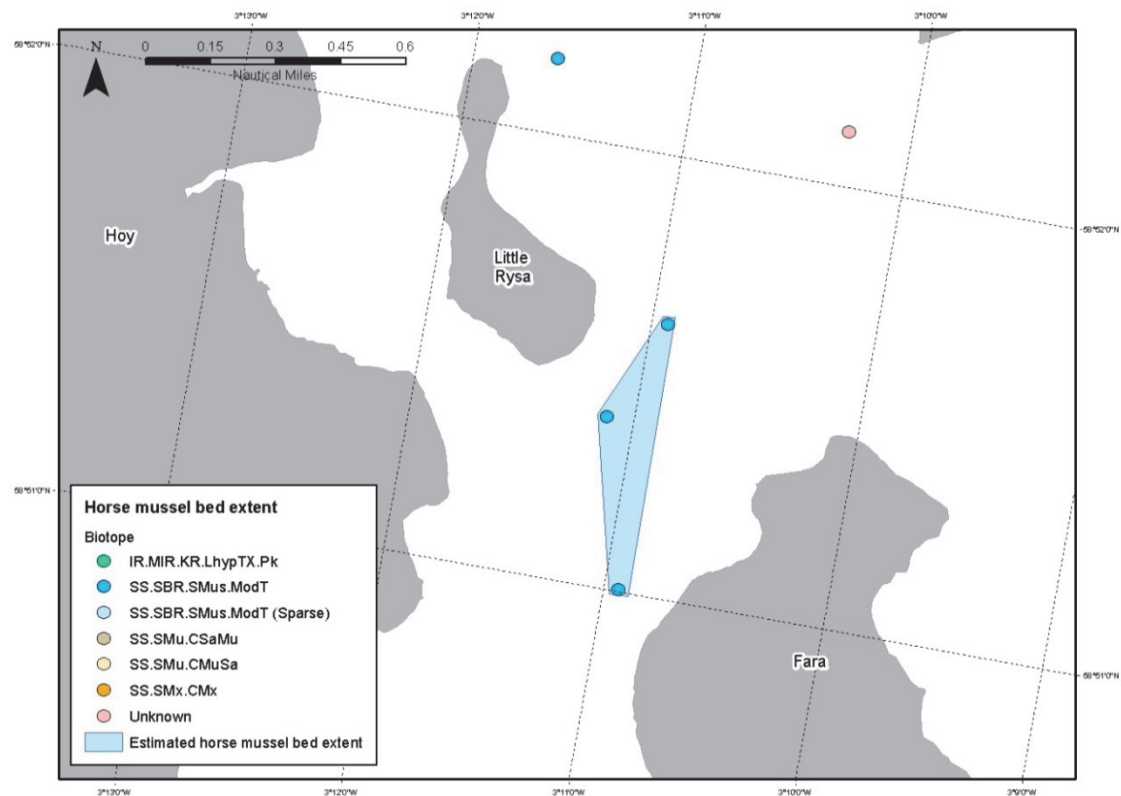 3°13'0"W 3°12'0"W 3°11'0"W 3°10'0"W
58°52'0"N
N 0 0.15 0.3 0.45 0.6
Nautical Miles
Hoy
58°52'0"N
Little
Rysa
58°51'0"N
Horse mussel bed extent
Biotope
IR.MIR.KR.LhypTX.Pk
SS.SBR.SMus.ModT
SS.SBR.SMus.ModT (Sparse)
SS.SMu.CSaMu
SS.SMu.CMuSa
SS.SMx.CMx
Unknown
Estimated horse mussel bed extent
Fara
58°51'0"N
3°13'0"W 3°12'0"W 3°11'0"W 3°10'0"W 3°9'0"W